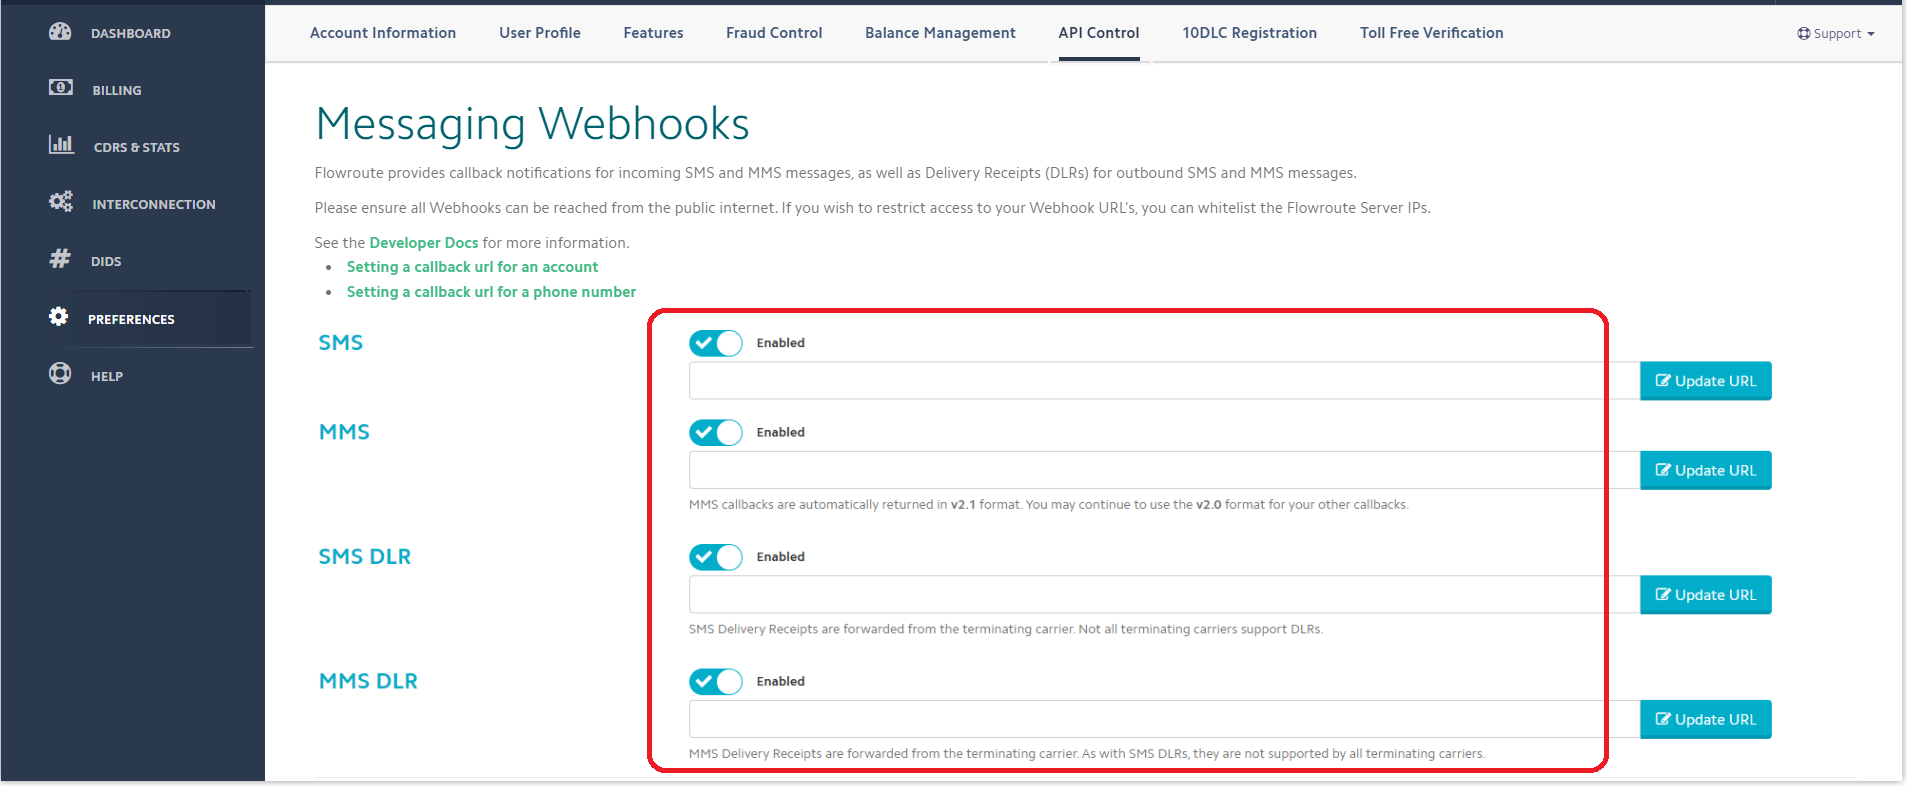 DASHBOARD
BILLING
CDRS & STATS
INTERCONNECTION
DIDS
PREFERENCES
HELP
Account Information User Profile Features Fraud Control Balance Management API Control 10DLC Registration Toll Free Verification Support
Messaging Webhooks
Flowroute provides callback notifications for incoming SMS and MMS messages, as well as Delivery Receipts (DLRs) for outbound SMS and MMS messages.
Please ensure all Webhooks can be reached from the public internet. If you wish to restrict access to your Webhook URL's, you can whitelist the Flowroute Server IPs.
See the Developer Docs for more information.
• Setting a callback url for an account
• Setting a callback url for a phone number
SMS Enabled
Update URL
MMS Enabled
Update URL
MMS callbacks are automatically returned in v2.1 format. You may continue to use the v2.0 format for your other callbacks.
SMS DLR Enabled
Update URL
SMS Delivery Receipts are forwarded from the terminating carrier. Not all terminating carriers support DLRs.
MMS DLR Enabled
Update URL
MMS Delivery Receipts are forwarded from the terminating carrier. As with SMS DLRs, they are not supported by all terminating carriers.